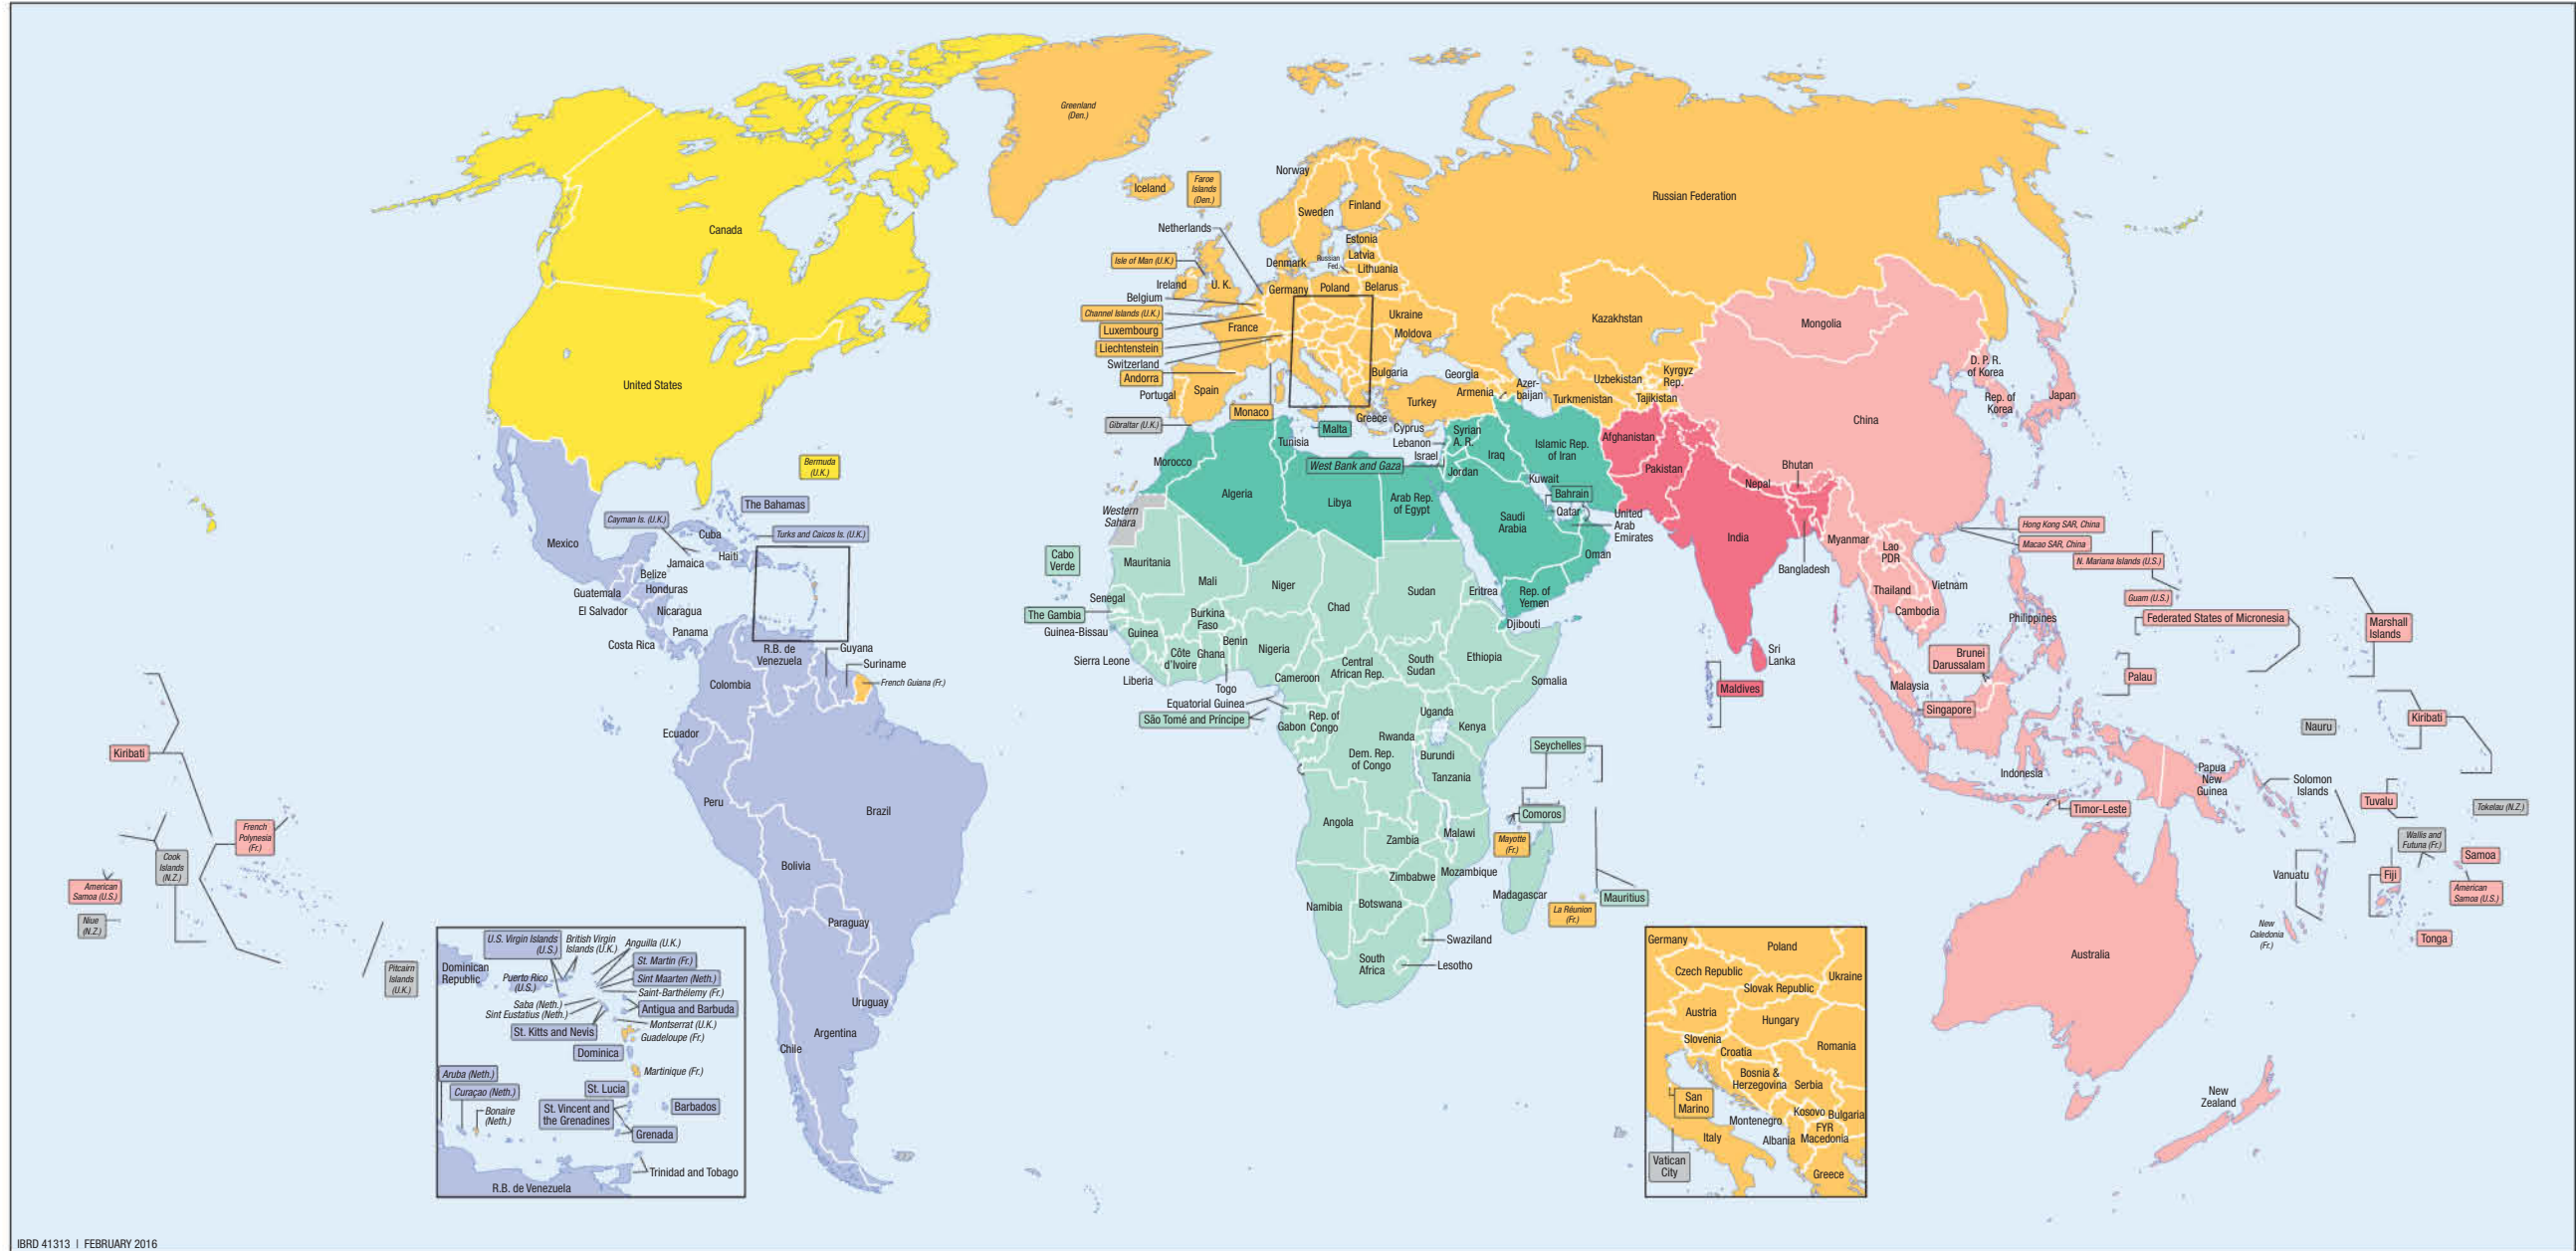 Greenland
(Den.)
Iceland
Faroe
Islands
(Den.)
Norway
Sweden
Finland
Russian Federation
Canada
Netherlands
Estonia
Isle of Man (U.K.)
Denmark
Russian
Fed.
Latvia
Lithuania
Ireland
U. K.
Germany
Poland
Belarus
Belgium
Channel Islands (U.K.)
Luxembourg
France
Ukraine
Moldova
Kazakhstan
Mongolia
Liechtenstein
Switzerland
Andorra
Bulgaria
Georgia
Uzbekistan
Kyrgyz
Rep.
D. P. R.
of Korea
United States
Portugal
Spain
Monaco
Armenia
Azer-
baijan
Turkey
Turkmenistan
Tajikistan
Rep. of
Korea
Japan
Gibraltar (U.K.)
Greece
Cyprus
China
Malta
Tunisia
Lebanon
Syrian
A. R.
Israel
Islamic Rep.
of Iran
Afghanistan
Bermuda
(U.K.)
Morocco
West Bank and Gaza
Jordan
Iraq
Kuwait
Pakistan
Bhutan
Nepal
Algeria
Libya
Arab Rep.
of Egypt
Bahrain
Qatar
The Bahamas
Western
Sahara
Saudi
Arabia
United
Arab
Emirates
Cayman Is. (U.K.)
Cuba
Turks and Caicos Is. (U.K.)
Hong Kong SAR, China
Macao SAR, China
Mexico
Haiti
Jamaica
Cabo
Verde
Mauritania
Oman
India
Myanmar
Lao
PDR
N. Mariana Islands (U.S.)
Belize
Guatemala
Honduras
El Salvador
Nicaragua
Mali
Niger
Chad
Sudan
Eritrea
Rep. of
Yemen
Bangladesh
Thailand
Vietnam
Guam (U.S.)
Senegal
The Gambia
Guinea-Bissau
Burkina
Faso
Djibouti
Cambodia
Philippines
Federated States of Micronesia
Marshall
Islands
Panama
Costa Rica
R.B. de
Venezuela
Guyana
Suriname
French Guiana (Fr.)
Colombia
Guinea
Sierra Leone
Liberia
Côte
d'Ivoire
Ghana
Benin
Togo
Nigeria
Cameroon
Central
African Rep.
South
Sudan
Ethiopia
Somalia
Sri
Lanka
Maldives
Brunei
Darussalam
Malaysia
Palau
Equatorial Guinea
São Tomé and Príncipe
Gabon
Rep. of
Congo
Uganda
Kenya
Singapore
Nauru
Kiribati
Ecuador
Kiribati
Rwanda
Burundi
Dem. Rep.
of Congo
Tanzania
Seychelles
Indonesia
Papua
New
Guinea
Solomon
Islands
Peru
Brazil
Timor-Leste
Tuvalu
Tokelau (N.Z.)
French
Polynesia
(Fr.)
Angola
Zambia
Malawi
Comoros
Mayotte
(Fr.)
Wallis and
Futuna (Fr.)
Samoa
Cook
Islands
(N.Z.)
American
Samoa (U.S.)
Niue
(N.Z.)
Bolivia
Zimbabwe
Mozambique
Madagascar
Mauritius
La Réunion
(Fr.)
Vanuatu
Fiji
American
Samoa (U.S.)
Namibia
Botswana
New
Caledonia
(Fr.)
Tonga
Paraguay
Swaziland
Lesotho
South
Africa
Australia
Pitcairn
Islands
(U.K.)
Uruguay
Argentina
Chile
New
Zealand
U.S. Virgin Islands
(U.S.)
British Virgin
Islands (U.K.)
Anguilla (U.K.)
St. Martin (Fr.)
Dominican
Republic
Puerto Rico
(U.S.)
Sint Maarten (Neth.)
Saint-Barthélemy (Fr.)
Saba (Neth.)
Sint Eustatius (Neth.)
Antigua and Barbuda
St. Kitts and Nevis
Montserrat (U.K.)
Guadeloupe (Fr.)
Dominica
Martinique (Fr.)
Aruba (Neth.)
Curaçao (Neth.)
St. Lucia
Bonaire
(Neth.)
St. Vincent and
the Grenadines
Barbados
Grenada
Trinidad and Tobago
R.B. de Venezuela
Germany
Poland
Czech Republic
Ukraine
Slovak Republic
Austria
Hungary
Slovenia
Croatia
Romania
Bosnia &
Herzegovina
Serbia
San
Marino
Kosovo
Bulgaria
Montenegro
FYR
Macedonia
Italy
Albania
Vatican
City
Greece
IBRD 41313 | FEBRUARY 2016